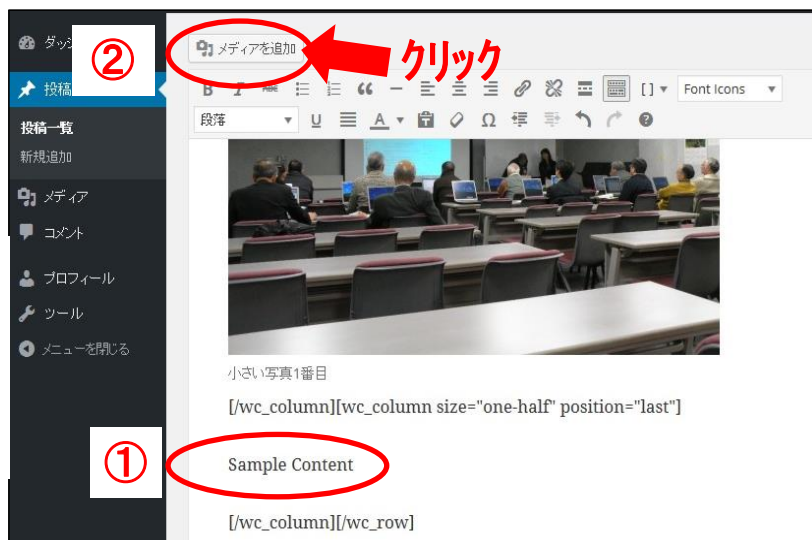 ダッシ
②
メディアを追加
クリック
投稿
B I ABC
[ ] Font Icons
投稿一覧
段落
U A Ω
新規追加
メディア
コメント
プロフィール
ツール
メニューを閉じる
小さい写真1番目
[/wc_column][wc_column size="one-half" position="last"]
①
Sample Content
[/wc_column][/wc_row]